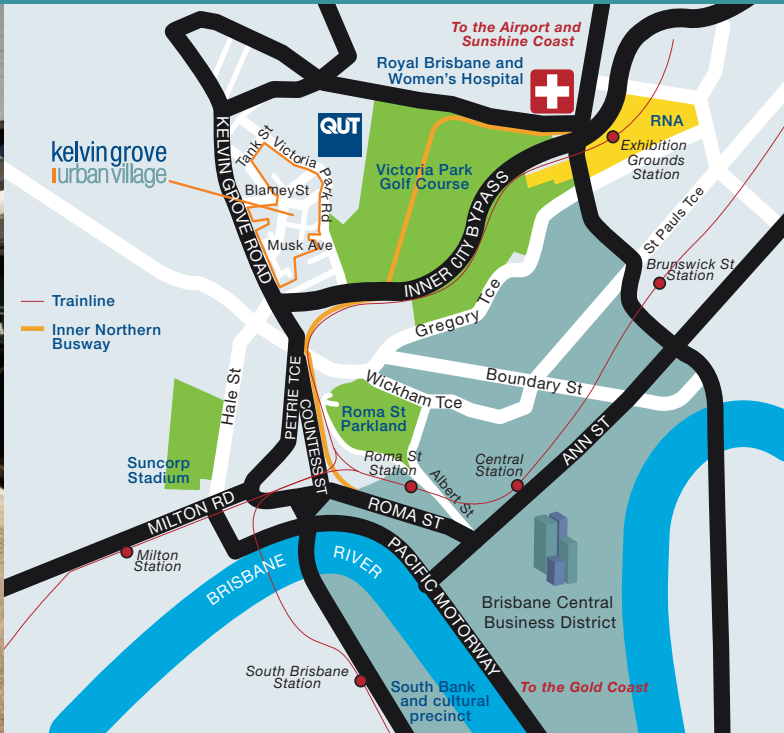 To the Airport and
Sunshine Coast
Royal Brisbane and
Women's Hospital
QUT
RNA
kelvin grove
urban village
KELVIN GROVE ROAD
Tank St
Victoria Park Rd
Blamey St
Musk Ave
Victoria Park
Golf Course
Exhibition
Grounds
Station
INNER CITY BYPASS
St Pauls Tce
Brunswick St
Station
Trainline
Inner Northern
Busway
Gregory Tce
Hale St
PETRIE TCE
COUNTESS ST
Wickham Tce
Boundary St
Roma St
Parkland
Suncorp
Stadium
Roma St
Station
Albert St
Central
Station
ANN ST
MILTON RD
ROMA ST
Milton
Station
BRISBANE RIVER
PACIFIC MOTORWAY
Brisbane Central
Business District
South Brisbane
Station
South Bank
and cultural
precinct
To the Gold Coast